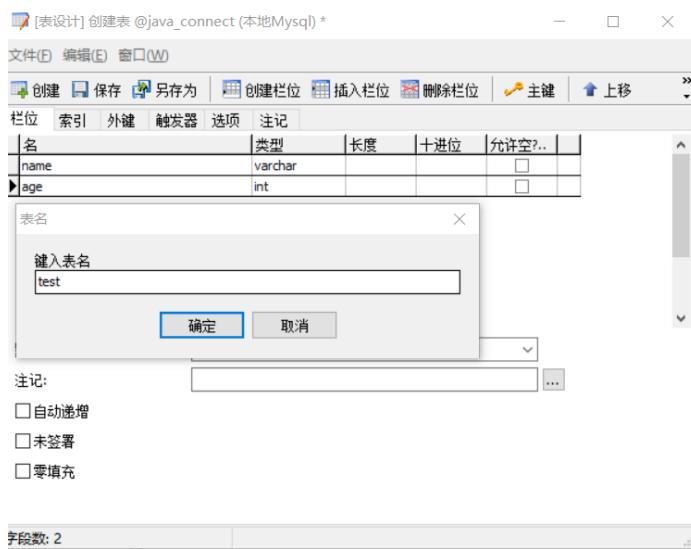 [表设计] 创建表 @java_connect (本地Mysql) *
文件(F) 编辑(E) 窗口(W)
创建 保存 另存为 创建栏位 插入栏位 删除栏位 主键 上移 »
栏位 索引 外键 触发器 选项 注记
名 类型 长度 十进位 允许空?..
name varchar
age int
表名
键入表名
test
确定 取消
注记:
...
自动递增
未签署
零填充
字段数: 2